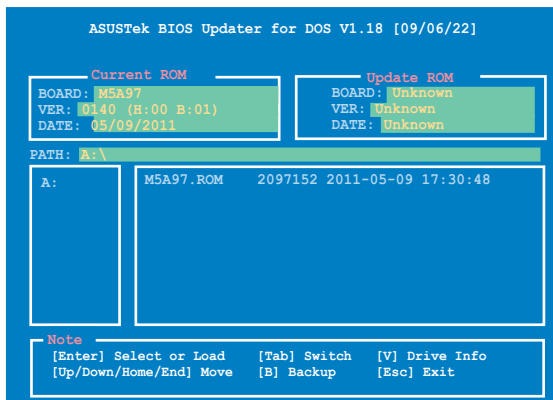 ASUSTek BIOS Updater for DOS V1.18 [09/06/22]
Current ROM
BOARD: M5A97
VER: 0140 (H:00 B:01)
DATE: 05/09/2011
Update ROM
BOARD: Unknown
VER: Unknown
DATE: Unknown
PATH: A:\
A:
M5A97.ROM 2097152 2011-05-09 17:30:48
Note
[Enter] Select or Load [Tab] Switch [V] Drive Info
[Up/Down/Home/End] Move [B] Backup [Esc] Exit